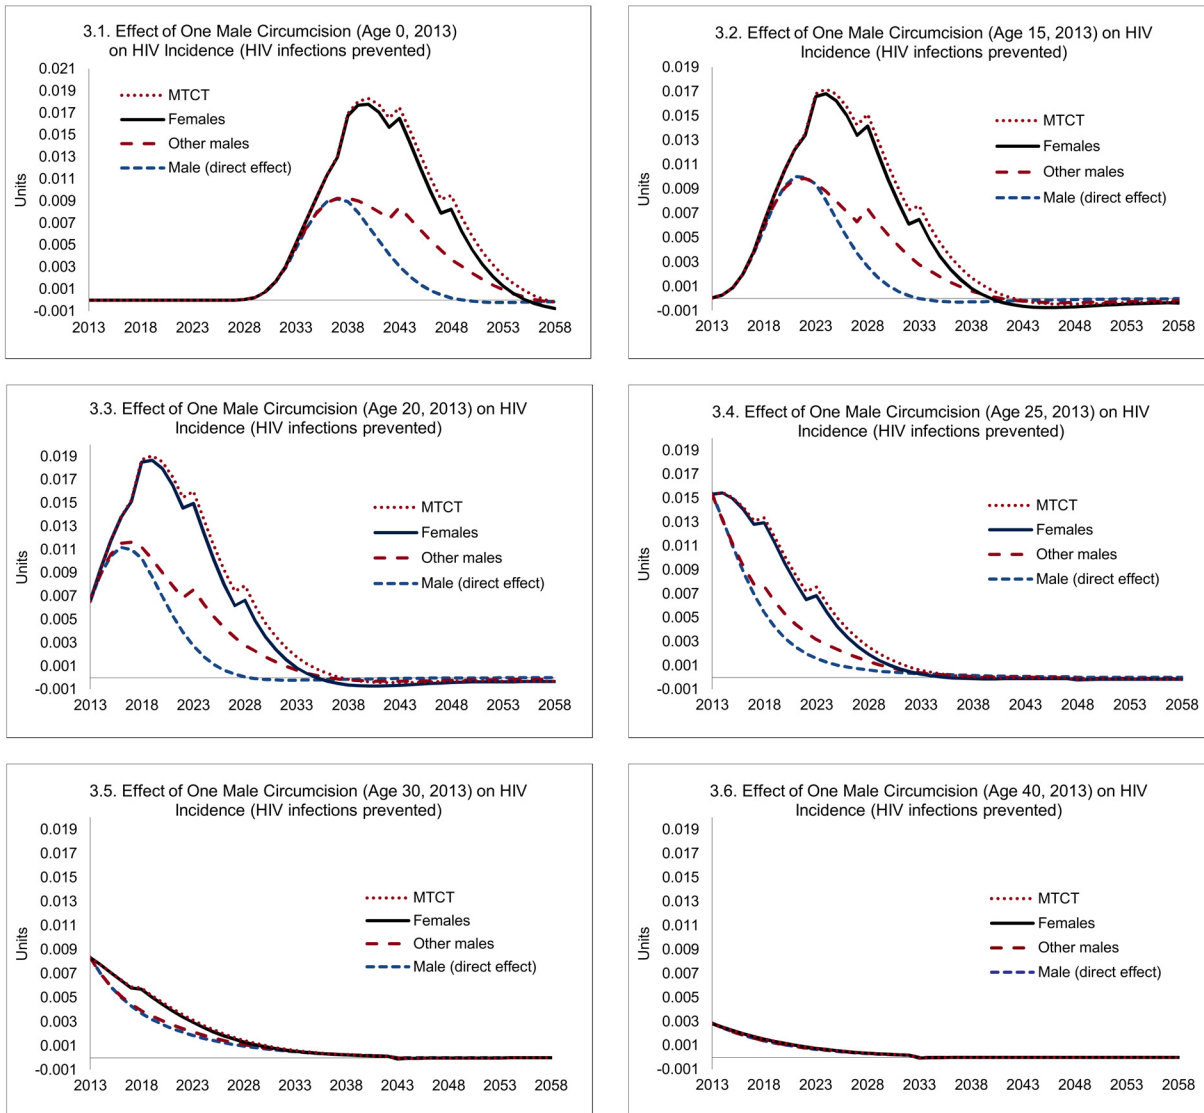 3.1. Effect of One Male Circumcision (Age 0, 2013)
on HIV Incidence (HIV infections prevented)
0.021
0.019
0.017
0.015
0.013
0.011
0.009
0.007
0.005
0.003
0.001
-0.001
Units
MTCT
Females
Other males
Male (direct effect)
2013 2018 2023 2028 2033 2038 2043 2048 2053 2058
3.2. Effect of One Male Circumcision (Age 15, 2013) on HIV
Incidence (HIV infections prevented)
0.019
0.017
0.015
0.013
0.011
0.009
0.007
0.005
0.003
0.001
-0.001
Units
MTCT
Females
Other males
Male (direct effect)
2013 2018 2023 2028 2033 2038 2043 2048 2053 2058
3.3. Effect of One Male Circumcision (Age 20, 2013) on HIV
Incidence (HIV infections prevented)
0.019
0.017
0.015
0.013
0.011
0.009
0.007
0.005
0.003
0.001
-0.001
Units
MTCT
Females
Other males
Male (direct effect)
2013 2018 2023 2028 2033 2038 2043 2048 2053 2058
3.4. Effect of One Male Circumcision (Age 25, 2013) on HIV
Incidence (HIV infections prevented)
0.019
0.017
0.015
0.013
0.011
0.009
0.007
0.005
0.003
0.001
-0.001
Units
MTCT
Females
Other males
Male (direct effect)
2013 2018 2023 2028 2033 2038 2043 2048 2053 2058
3.5. Effect of One Male Circumcision (Age 30, 2013) on HIV
Incidence (HIV infections prevented)
0.019
0.017
0.015
0.013
0.011
0.009
0.007
0.005
0.003
0.001
-0.001
Units
MTCT
Females
Other males
Male (direct effect)
2013 2018 2023 2028 2033 2038 2043 2048 2053 2058
3.6. Effect of One Male Circumcision (Age 40, 2013) on HIV
Incidence (HIV infections prevented)
0.019
0.017
0.015
0.013
0.011
0.009
0.007
0.005
0.003
0.001
-0.001
Units
MTCT
Females
Other males
Male (direct effect)
2013 2018 2023 2028 2033 2038 2043 2048 2053 2058